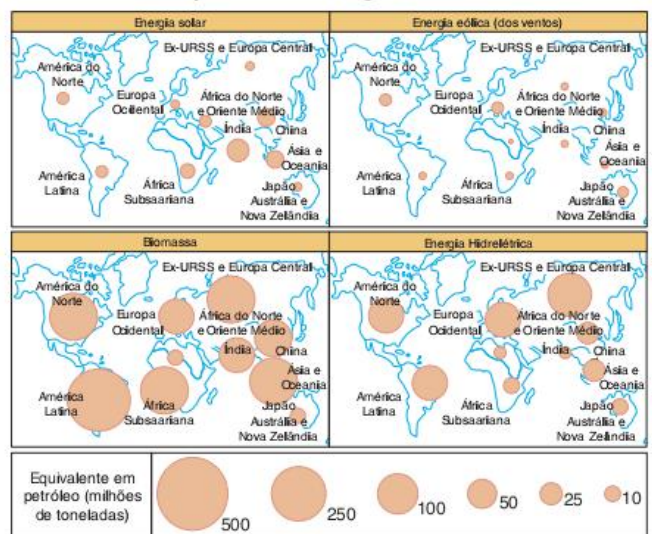 Energia solar
Energia eólica (dos ventos)
Ex-URSS e Europa Central
América do
Norte
Europa
Ocidental
África do Norte
e Oriente Médio
Índia
China
Ásia e
Oceania
América
Latina
África
Subsaariana
Japão
Austrália e
Nova Zelândia
Ex-URSS e Europa Central
América do
Norte
Europa
Ocidental
África do Norte
e Oriente Médio
Índia
China
Ásia e
Oceania
América
Latina
África
Subsaariana
Japão
Austrália e
Nova Zelândia
Biomassa
Energia Hidrelétrica
Ex-URSS e Europa Central
América do
Norte
Europa
Ocidental
África do Norte
e Oriente Médio
Índia
China
Ásia e
Oceania
América
Latina
África
Subsaariana
Japão
Austrália e
Nova Zelândia
Ex-URSS e Europa Central
América do
Norte
Europa
Ocidental
África do Norte
e Oriente Médio
Índia
China
Ásia e
Oceania
América
Latina
África
Subsaariana
Japão
Austrália e
Nova Zelândia
Equivalente em
petróleo (milhões
de toneladas)
500
250
100
50
25
10